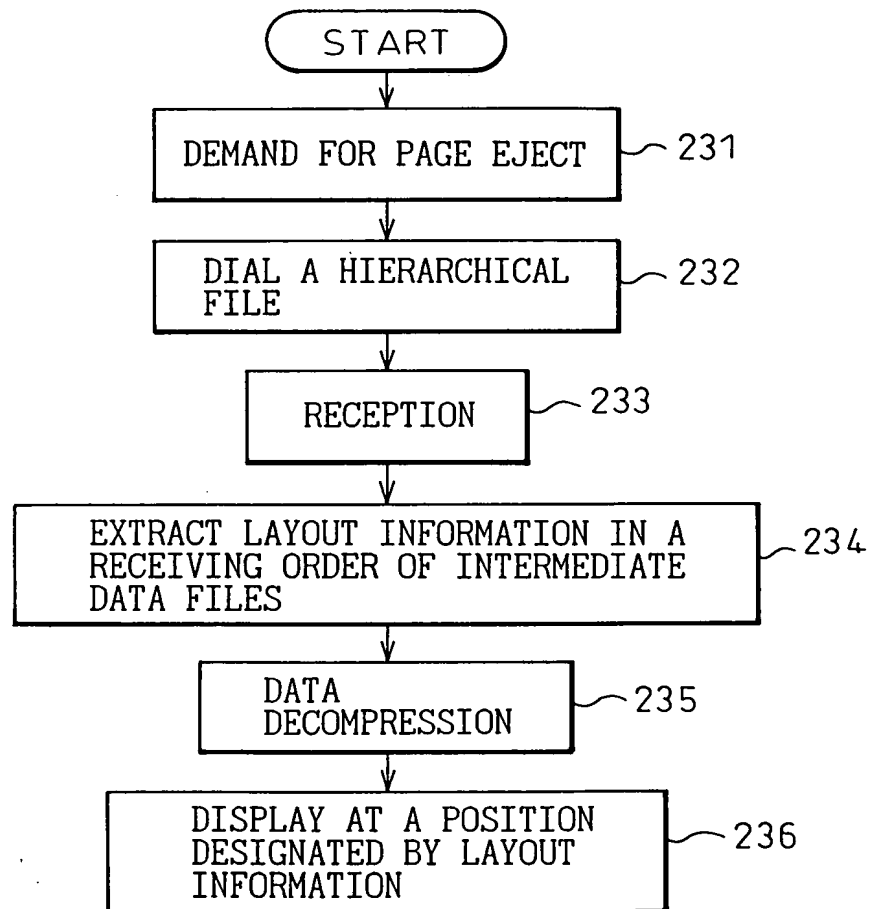 START
DEMAND FOR PAGE EJECT
231
DIAL A HIERARCHICAL
FILE
232
RECEPTION
233
EXTRACT LAYOUT INFORMATION IN A
RECEIVING ORDER OF INTERMEDIATE
DATA FILES
234
DATA
DECOMPRESSION
235
DISPLAY AT A POSITION
DESIGNATED BY LAYOUT
INFORMATION
236